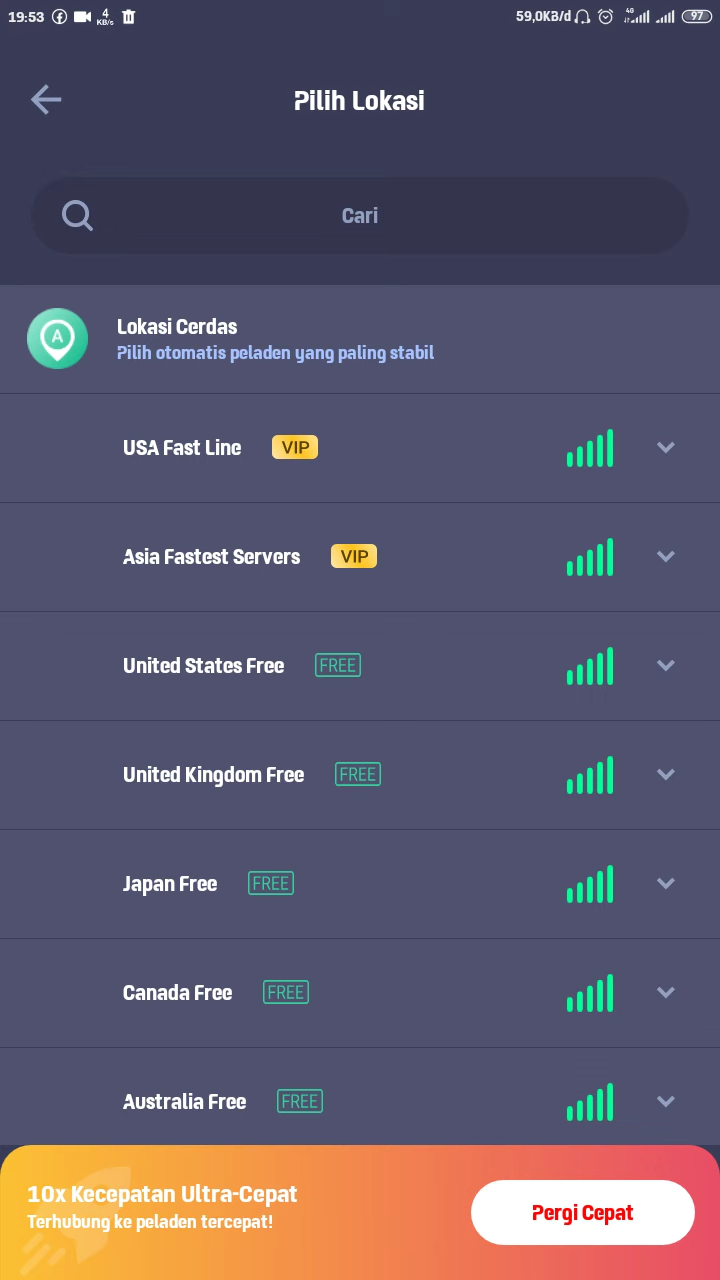 19:53 4 KB/s 59,0KB/d 4G 97
Pilih Lokasi
Cari
A
Lokasi Cerdas
Pilih otomatis peladen yang paling stabil
USA Fast Line VIP
Asia Fastest Servers VIP
United States Free FREE
United Kingdom Free FREE
Japan Free FREE
Canada Free FREE
Australia Free FREE
10x Kecepatan Ultra-Cepat
Terhubung ke peladen tercepat!
Pergi Cepat